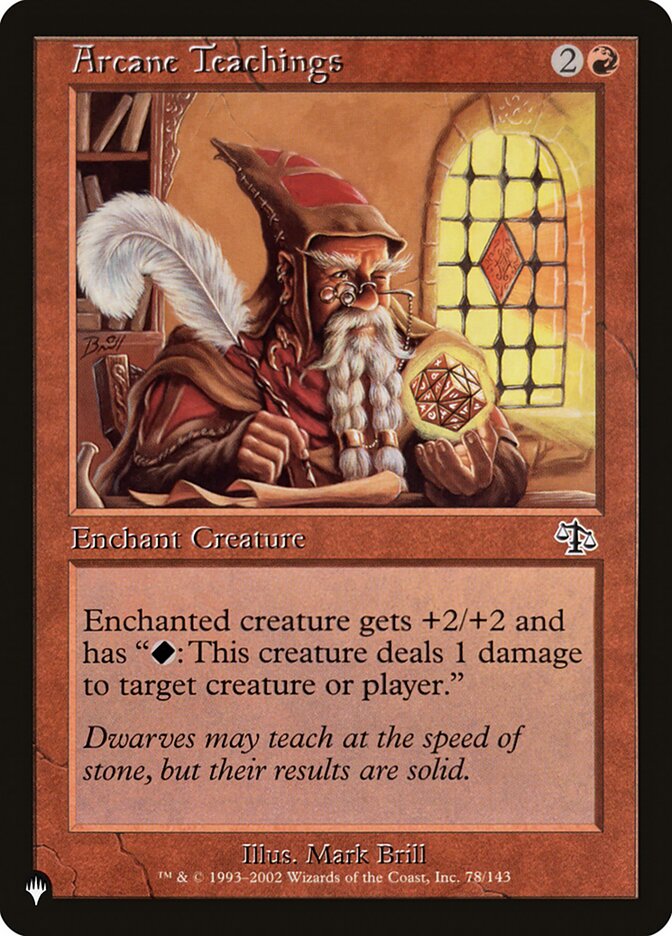 Arcane Teachings 2
Brill
Enchant Creature
Enchanted creature gets +2/+2 and
has “: This creature deals 1 damage
to target creature or player.”
Dwarves may teach at the speed of
stone, but their results are solid.
Illus. Mark Brill
™ & © 1993–2002 Wizards of the Coast, Inc. 78/143